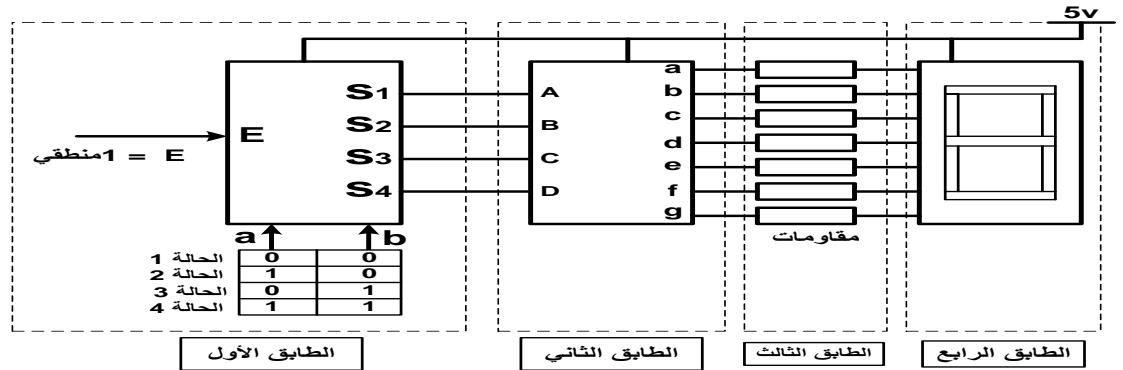 5v
S1
S2
S3
S4
E
E = 1منطقي
A
B
C
D
a
b
c
d
e
f
g
مقاومات
a b
الحالة 1 0 0
الحالة 2 1 0
الحالة 3 0 1
الحالة 4 1 1
الطابق الأول
الطابق الثاني
الطابق الثالث
الطابق الرابع